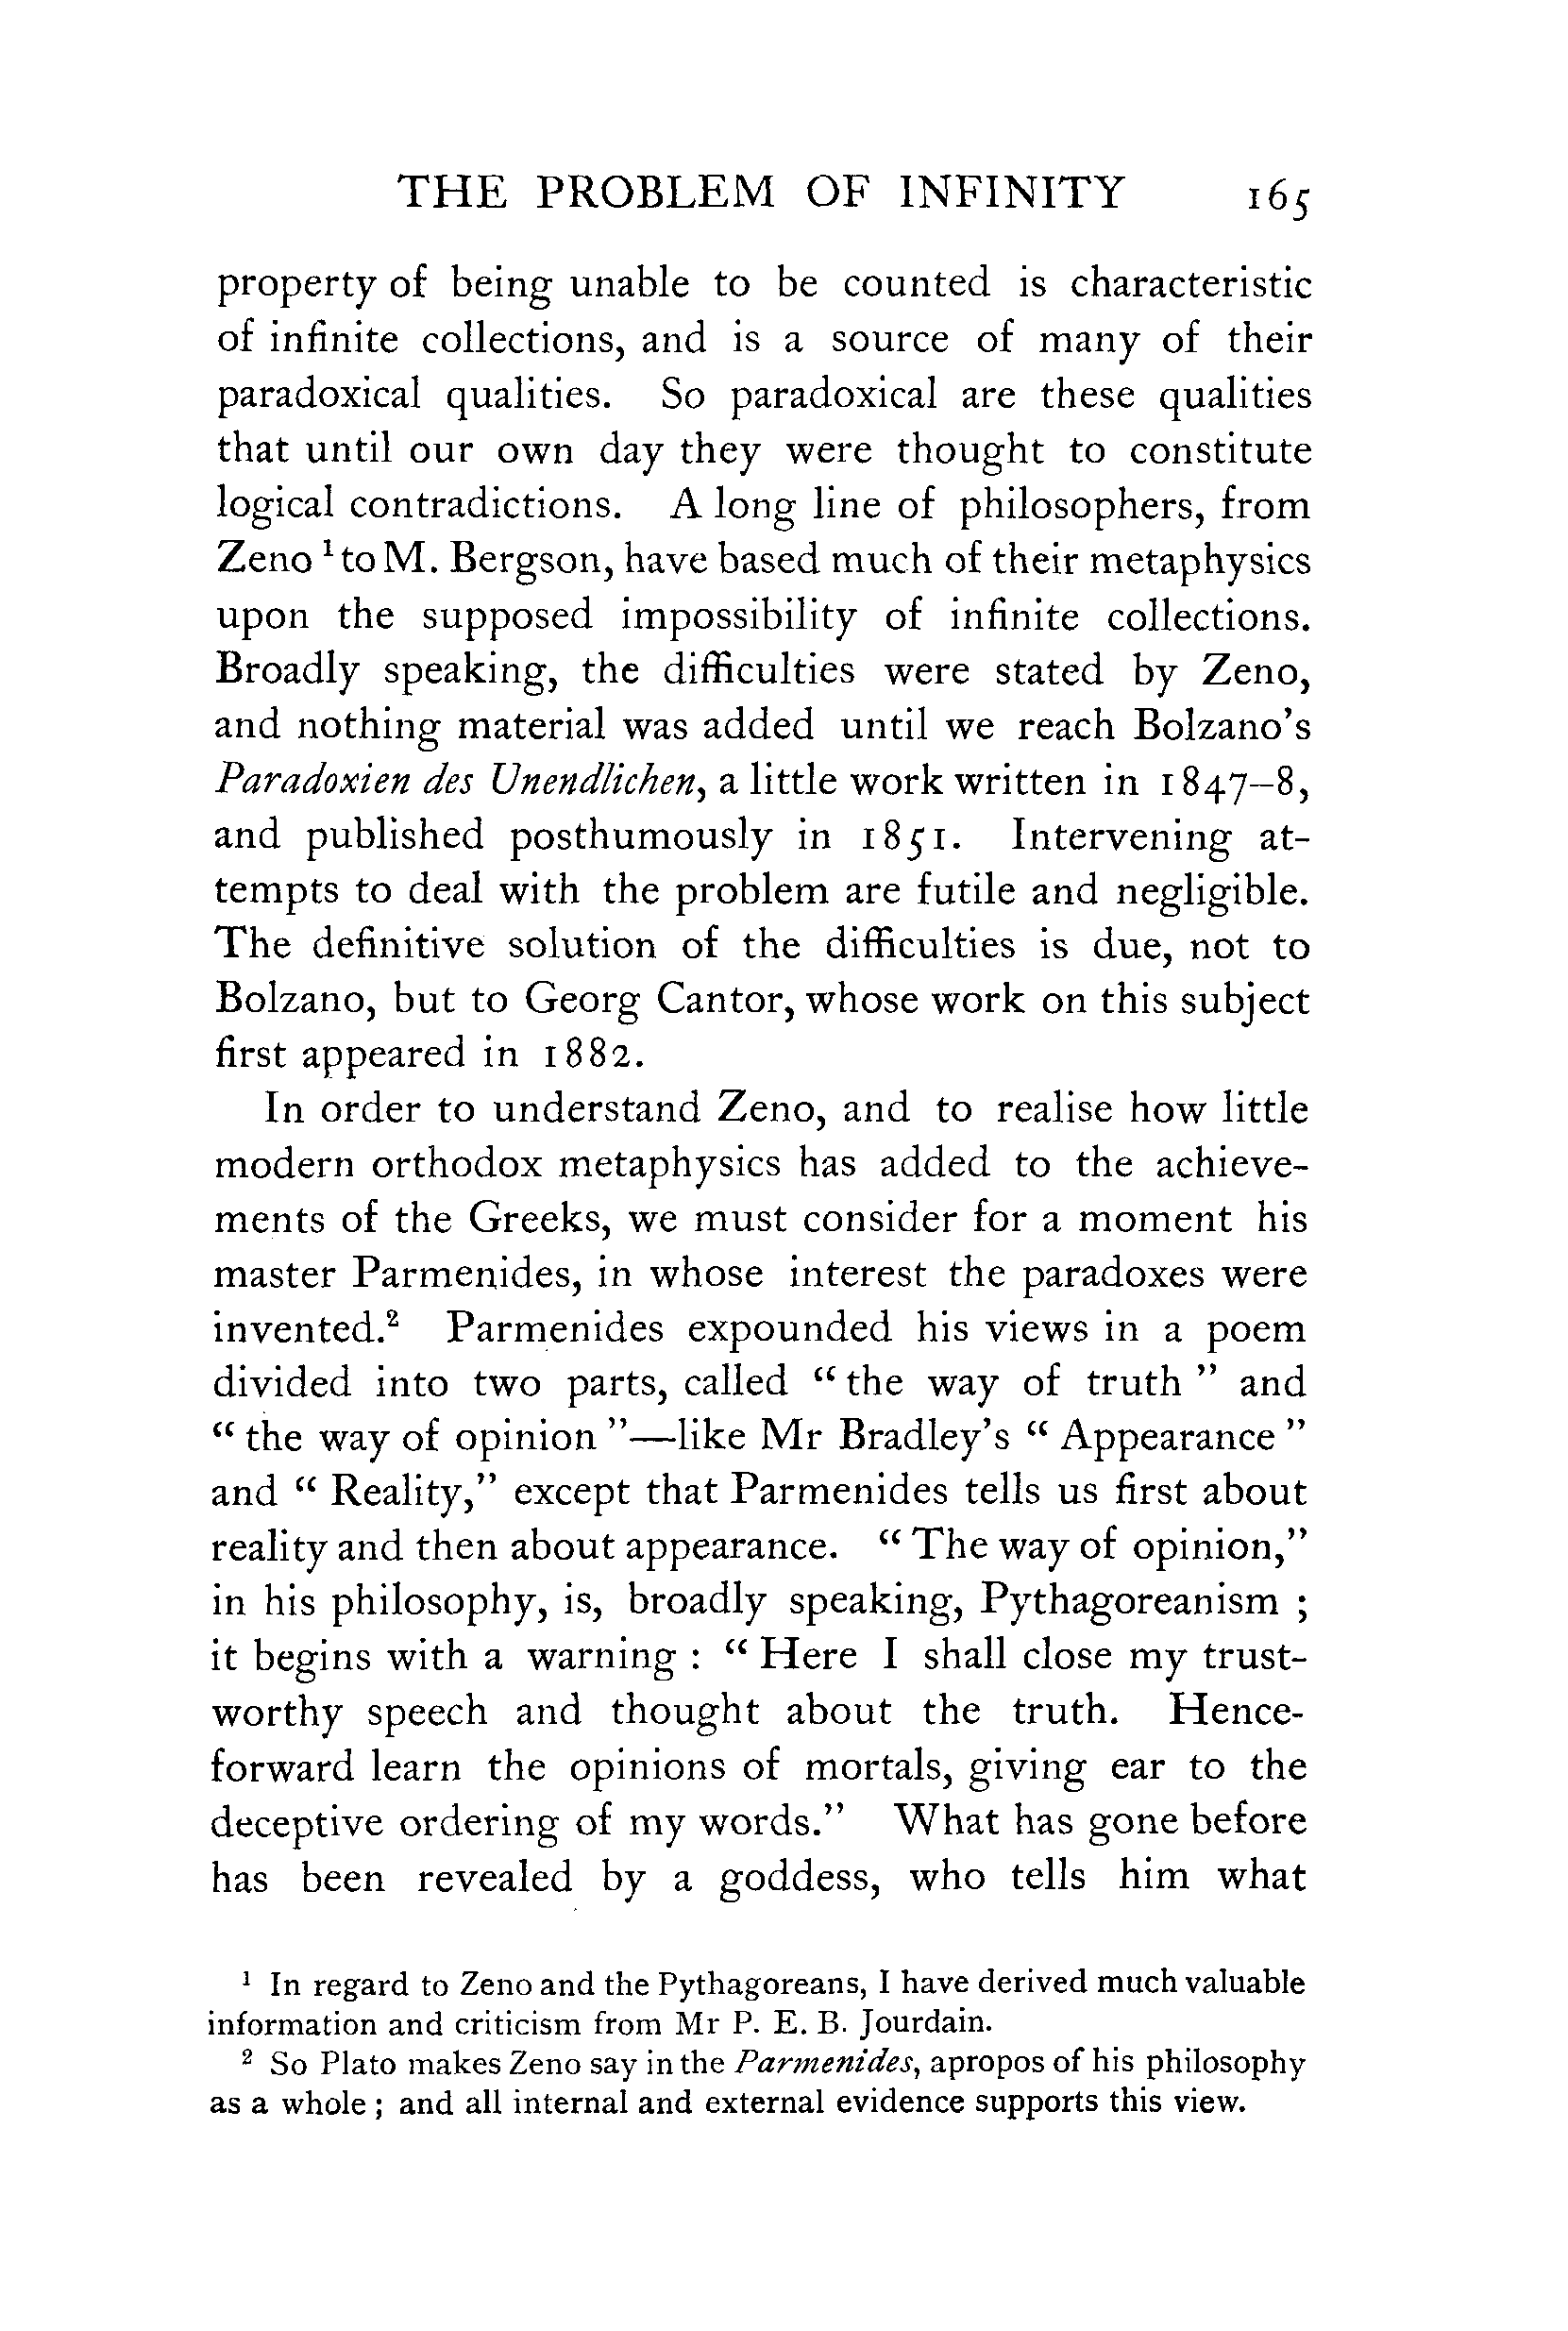 THE PROBLEM OF INFINITY 165
property of being unable to be counted is characteristic
of infinite collections, and is a source of many of their
paradoxical qualities. So paradoxical are these qualities
that until our own day they were thought to constitute
logical contradictions. A long line of philosophers, from
Zeno ¹ to M. Bergson, have based much of their metaphysics
upon the supposed impossibility of infinite collections.
Broadly speaking, the difficulties were stated by Zeno,
and nothing material was added until we reach Bolzano’s
Paradoxien des Unendlichen, a little work written in 1847–8,
and published posthumously in 1851. Intervening at-
tempts to deal with the problem are futile and negligible.
The definitive solution of the difficulties is due, not to
Bolzano, but to Georg Cantor, whose work on this subject
first appeared in 1882.
In order to understand Zeno, and to realise how little
modern orthodox metaphysics has added to the achieve-
ments of the Greeks, we must consider for a moment his
master Parmenides, in whose interest the paradoxes were
invented.² Parmenides expounded his views in a poem
divided into two parts, called “ the way of truth ” and
“ the way of opinion ”—like Mr Bradley’s “ Appearance ”
and “ Reality,” except that Parmenides tells us first about
reality and then about appearance. “ The way of opinion,”
in his philosophy, is, broadly speaking, Pythagoreanism ;
it begins with a warning : “ Here I shall close my trust-
worthy speech and thought about the truth. Hence-
forward learn the opinions of mortals, giving ear to the
deceptive ordering of my words.” What has gone before
has been revealed by a goddess, who tells him what
¹ In regard to Zeno and the Pythagoreans, I have derived much valuable
information and criticism from Mr P. E. B. Jourdain.
² So Plato makes Zeno say in the Parmenides, apropos of his philosophy
as a whole ; and all internal and external evidence supports this view.